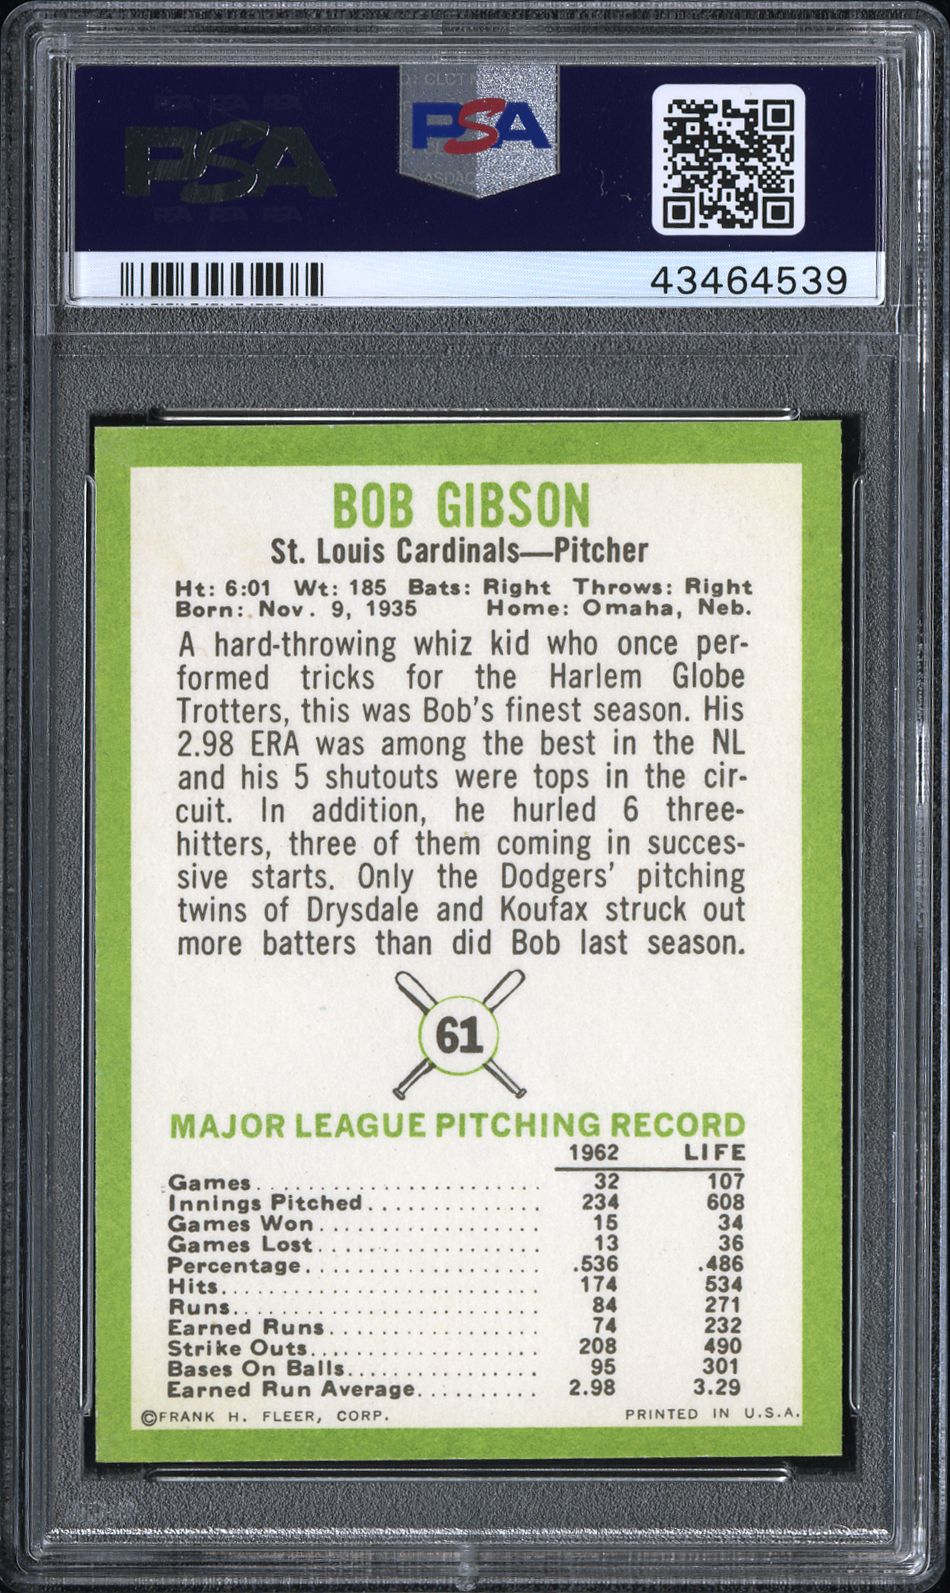 PSA
PSA
43464539
BOB GIBSON
St. Louis Cardinals—Pitcher
Ht: 6:01 Wt: 185 Bats: Right Throws: Right
Born: Nov. 9, 1935 Home: Omaha, Neb.
A hard-throwing whiz kid who once per-
formed tricks for the Harlem Globe
Trotters, this was Bob's finest season. His
2.98 ERA was among the best in the NL
and his 5 shutouts were tops in the cir-
cuit. In addition, he hurled 6 three-
hitters, three of them coming in succes-
sive starts. Only the Dodgers' pitching
twins of Drysdale and Koufax struck out
more batters than did Bob last season.
61
MAJOR LEAGUE PITCHING RECORD
1962 LIFE
Games 32 107
Innings Pitched 234 608
Games Won 15 34
Games Lost 13 36
Percentage .536 .486
Hits 174 534
Runs 84 271
Earned Runs 74 232
Strike Outs 208 490
Bases On Balls 95 301
Earned Run Average 2.98 3.29
©FRANK H. FLEER, CORP. PRINTED IN U.S.A.